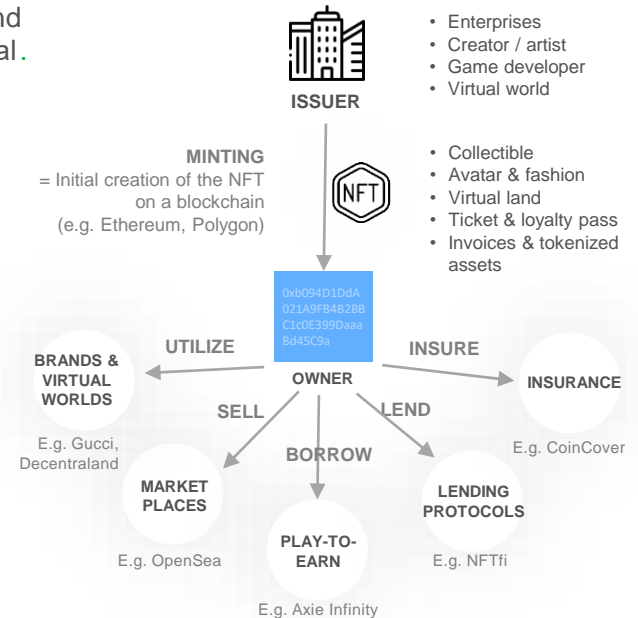 nd
al.
• Enterprises
• Creator / artist
• Game developer
• Virtual world
ISSUER
MINTING
= Initial creation of the NFT
on a blockchain
(e.g. Ethereum, Polygon)
NFT
• Collectible
• Avatar & fashion
• Virtual land
• Ticket & loyalty pass
• Invoices & tokenized
assets
0xb094D1DdA
021A9FB4B2BB
C1c0E399Daaa
Bd45C9a
OWNER
UTILIZE
INSURE
SELL
LEND
BORROW
BRANDS &
VIRTUAL
WORLDS
E.g. Gucci,
Decentraland
INSURANCE
E.g. CoinCover
MARKET
PLACES
E.g. OpenSea
LENDING
PROTOCOLS
E.g. NFTfi
PLAY-TO-
EARN
E.g. Axie Infinity